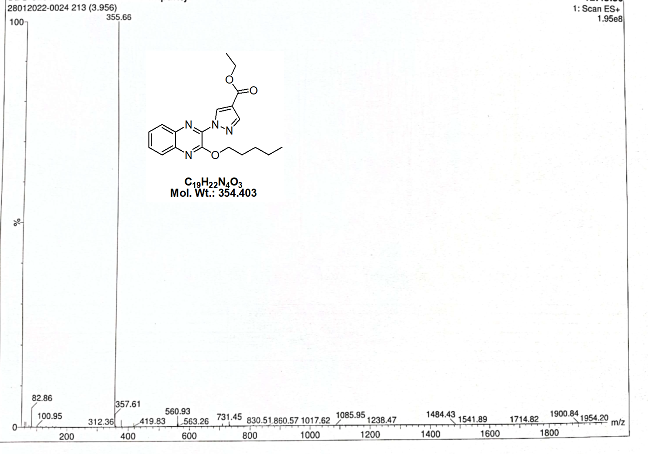 28012022-0024 213 (3.956)
1: Scan ES+
1.95e8
100
355.66
O
O
O
N
N
N
N
O
C19H22N4O3
Mol. Wt.: 354.403
%
0
82.86
100.95
312.36
357.61
419.83
560.93
563.26
731.45
830.51
860.57
1017.62
1085.95
1238.47
1484.43
1541.89
1714.82
1900.84
1954.20
m/z
200 400 600 800 1000 1200 1400 1600 1800